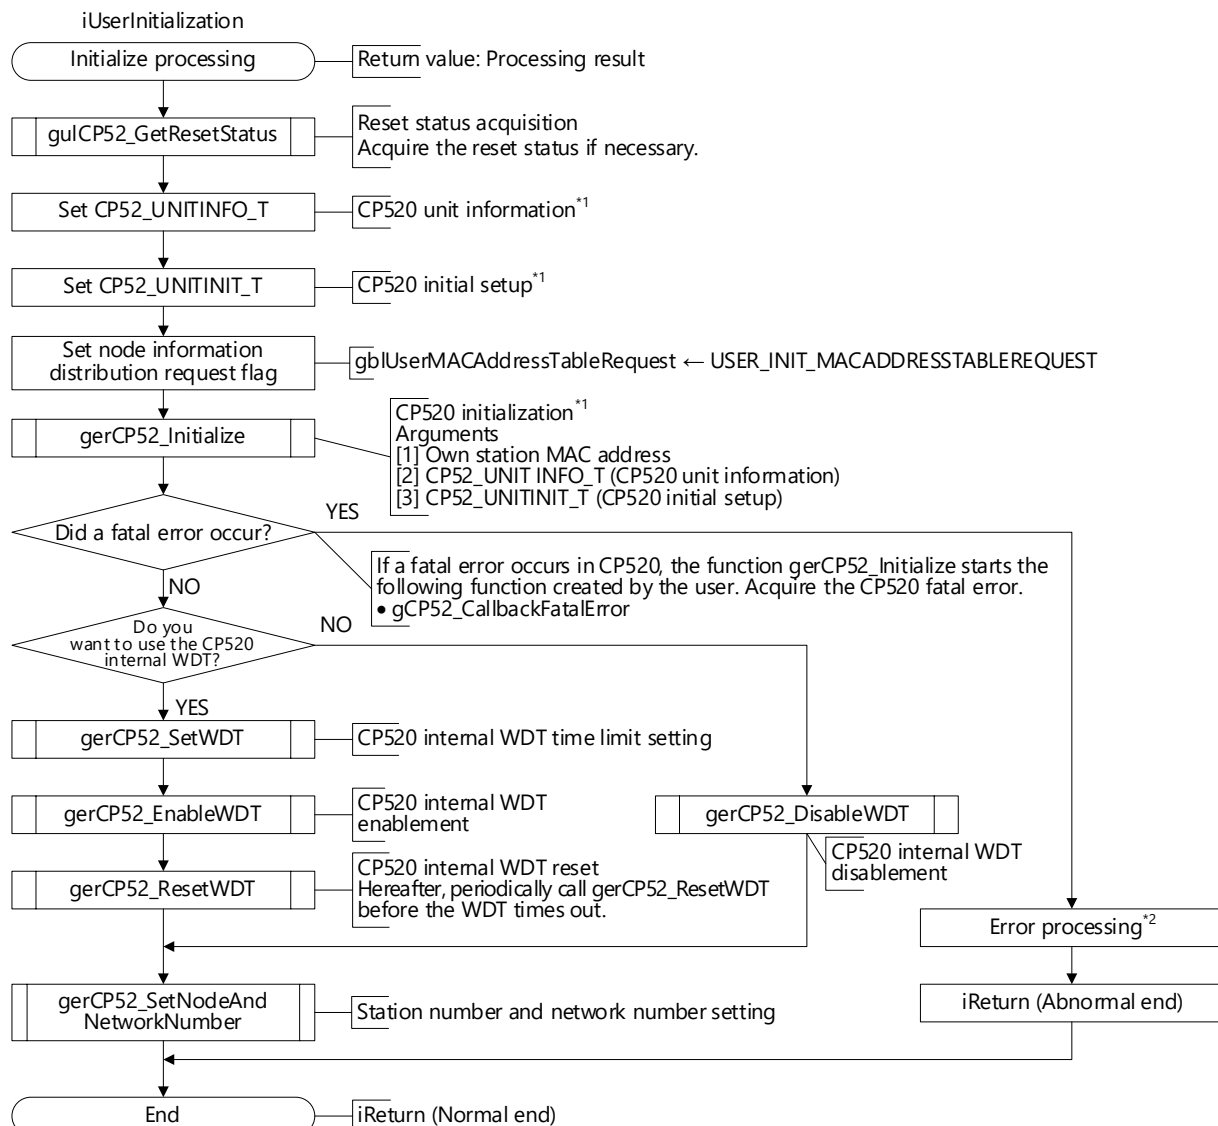 iUserInitialization
Initialize processing
Return value: Processing result
gulCP52_GetResetStatus
Reset status acquisition
Acquire the reset status if necessary.
Set CP52_UNITINFO_T
CP520 unit information*1
Set CP52_UNITINIT_T
CP520 initial setup*1
Set node information
distribution request flag
gblUserMACAddressTableRequest ← USER_INIT_MACADDRESSTABLEREQUEST
gerCP52_Initialize
CP520 initialization*1
Arguments
[1] Own station MAC address
[2] CP52_UNIT INFO_T (CP520 unit information)
[3] CP52_UNITINIT_T (CP520 initial setup)
Did a fatal error occur?
YES
If a fatal error occurs in CP520, the function gerCP52_Initialize starts the
following function created by the user. Acquire the CP520 fatal error.
• gCP52_CallbackFatalError
NO
Do you
want to use the CP520
internal WDT?
NO
YES
gerCP52_SetWDT
CP520 internal WDT time limit setting
gerCP52_EnableWDT
CP520 internal WDT
enablement
gerCP52_DisableWDT
CP520 internal WDT
disablement
gerCP52_ResetWDT
CP520 internal WDT reset
Hereafter, periodically call gerCP52_ResetWDT
before the WDT times out.
Error processing*2
gerCP52_SetNodeAnd
NetworkNumber
Station number and network number setting
iReturn (Abnormal end)
End
iReturn (Normal end)